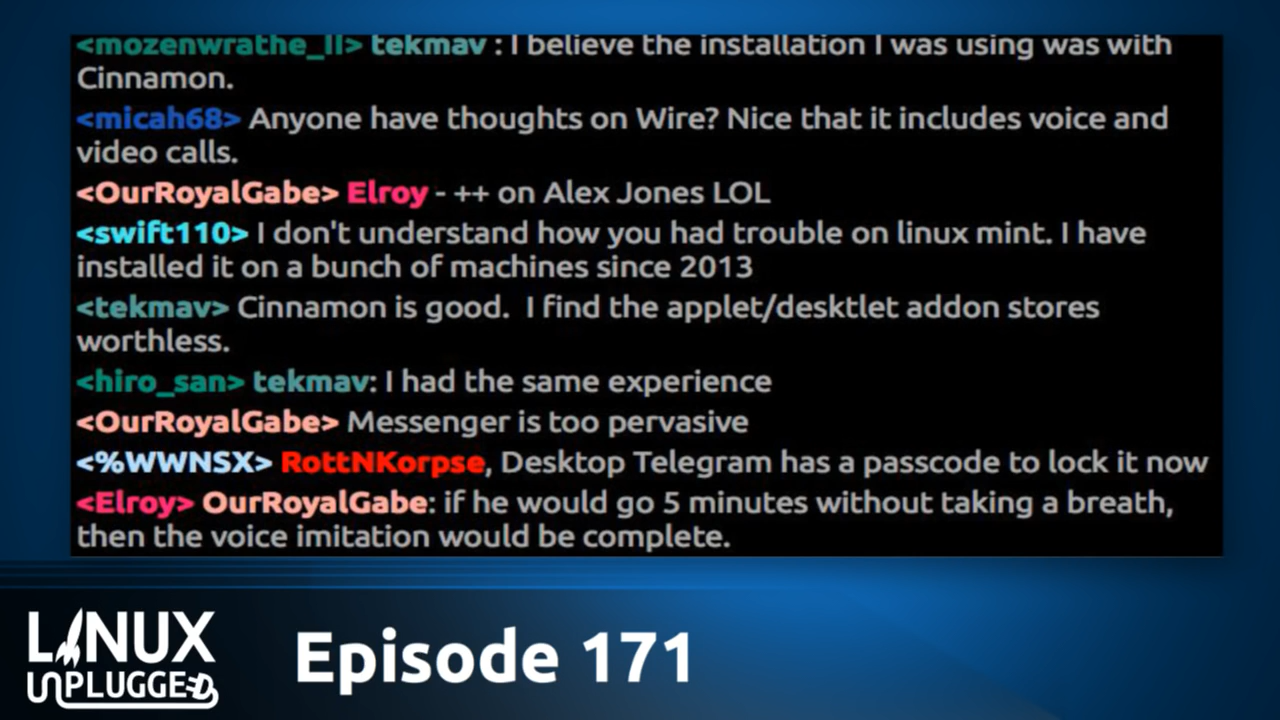 <mozenwrathe_II> tekmav : I believe the installation I was using was with
Cinnamon.
<micah68> Anyone have thoughts on Wire? Nice that it includes voice and
video calls.
<OurRoyalGabe> Elroy - ++ on Alex Jones LOL
<swift110> I don't understand how you had trouble on linux mint. I have
installed it on a bunch of machines since 2013
<tekmav> Cinnamon is good.  I find the applet/desktlet addon stores
worthless.
<hiro_san> tekmav: I had the same experience
<OurRoyalGabe> Messenger is too pervasive
<%WWNSX> RottNKorpse, Desktop Telegram has a passcode to lock it now
<Elroy> OurRoyalGabe: if he would go 5 minutes without taking a breath,
then the voice imitation would be complete.
LINUX
UNPLUGGED
Episode 171